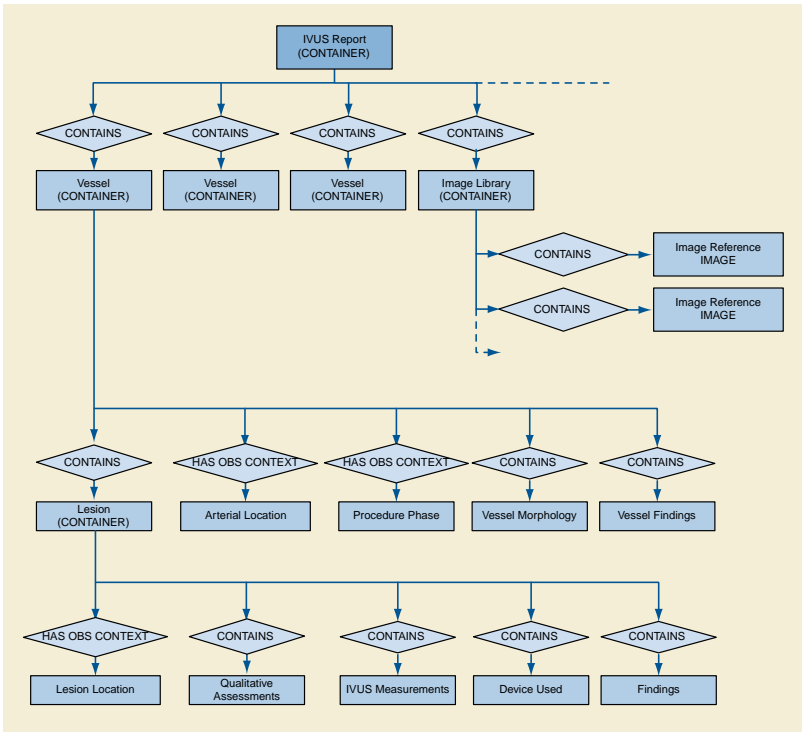 IVUS Report
(CONTAINER)
CONTAINS
CONTAINS
CONTAINS
CONTAINS
Vessel
(CONTAINER)
Vessel
(CONTAINER)
Vessel
(CONTAINER)
Image Library
(CONTAINER)
CONTAINS
Image Reference
IMAGE
CONTAINS
Image Reference
IMAGE
CONTAINS
HAS OBS CONTEXT
HAS OBS CONTEXT
CONTAINS
CONTAINS
Lesion
(CONTAINER)
Arterial Location
Procedure Phase
Vessel Morphology
Vessel Findings
HAS OBS CONTEXT
CONTAINS
CONTAINS
CONTAINS
CONTAINS
Lesion Location
Qualitative
Assessments
IVUS Measurements
Device Used
Findings